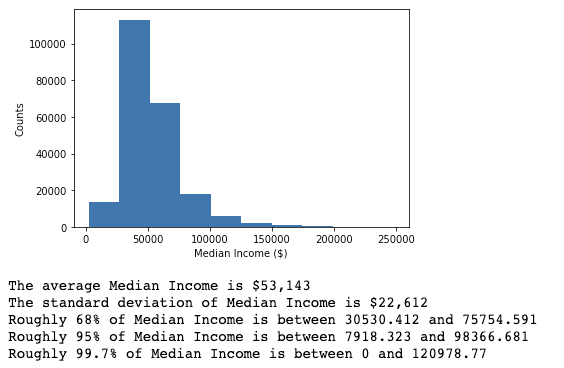 100000
80000
60000
40000
20000
0
Counts
0 50000 100000 150000 200000 250000
Median Income ($)
The average Median Income is $53,143
The standard deviation of Median Income is $22,612
Roughly 68% of Median Income is between 30530.412 and 75754.591
Roughly 95% of Median Income is between 7918.323 and 98366.681
Roughly 99.7% of Median Income is between 0 and 120978.77